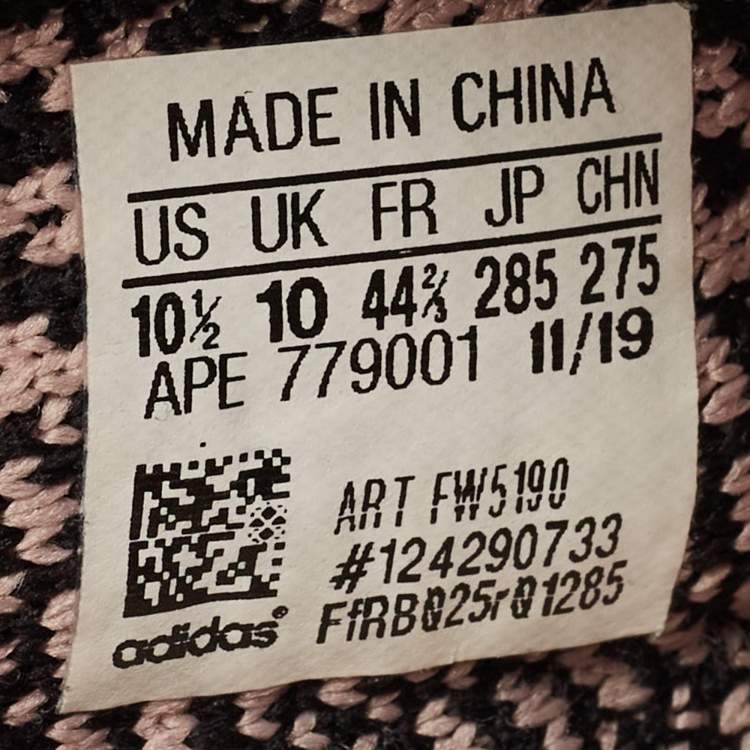 MADE IN CHINA
US UK FR JP CHN
10½ 10 44⅔ 285 275
APE 779001 11/19
ART FW5190
#124290733
adidas®